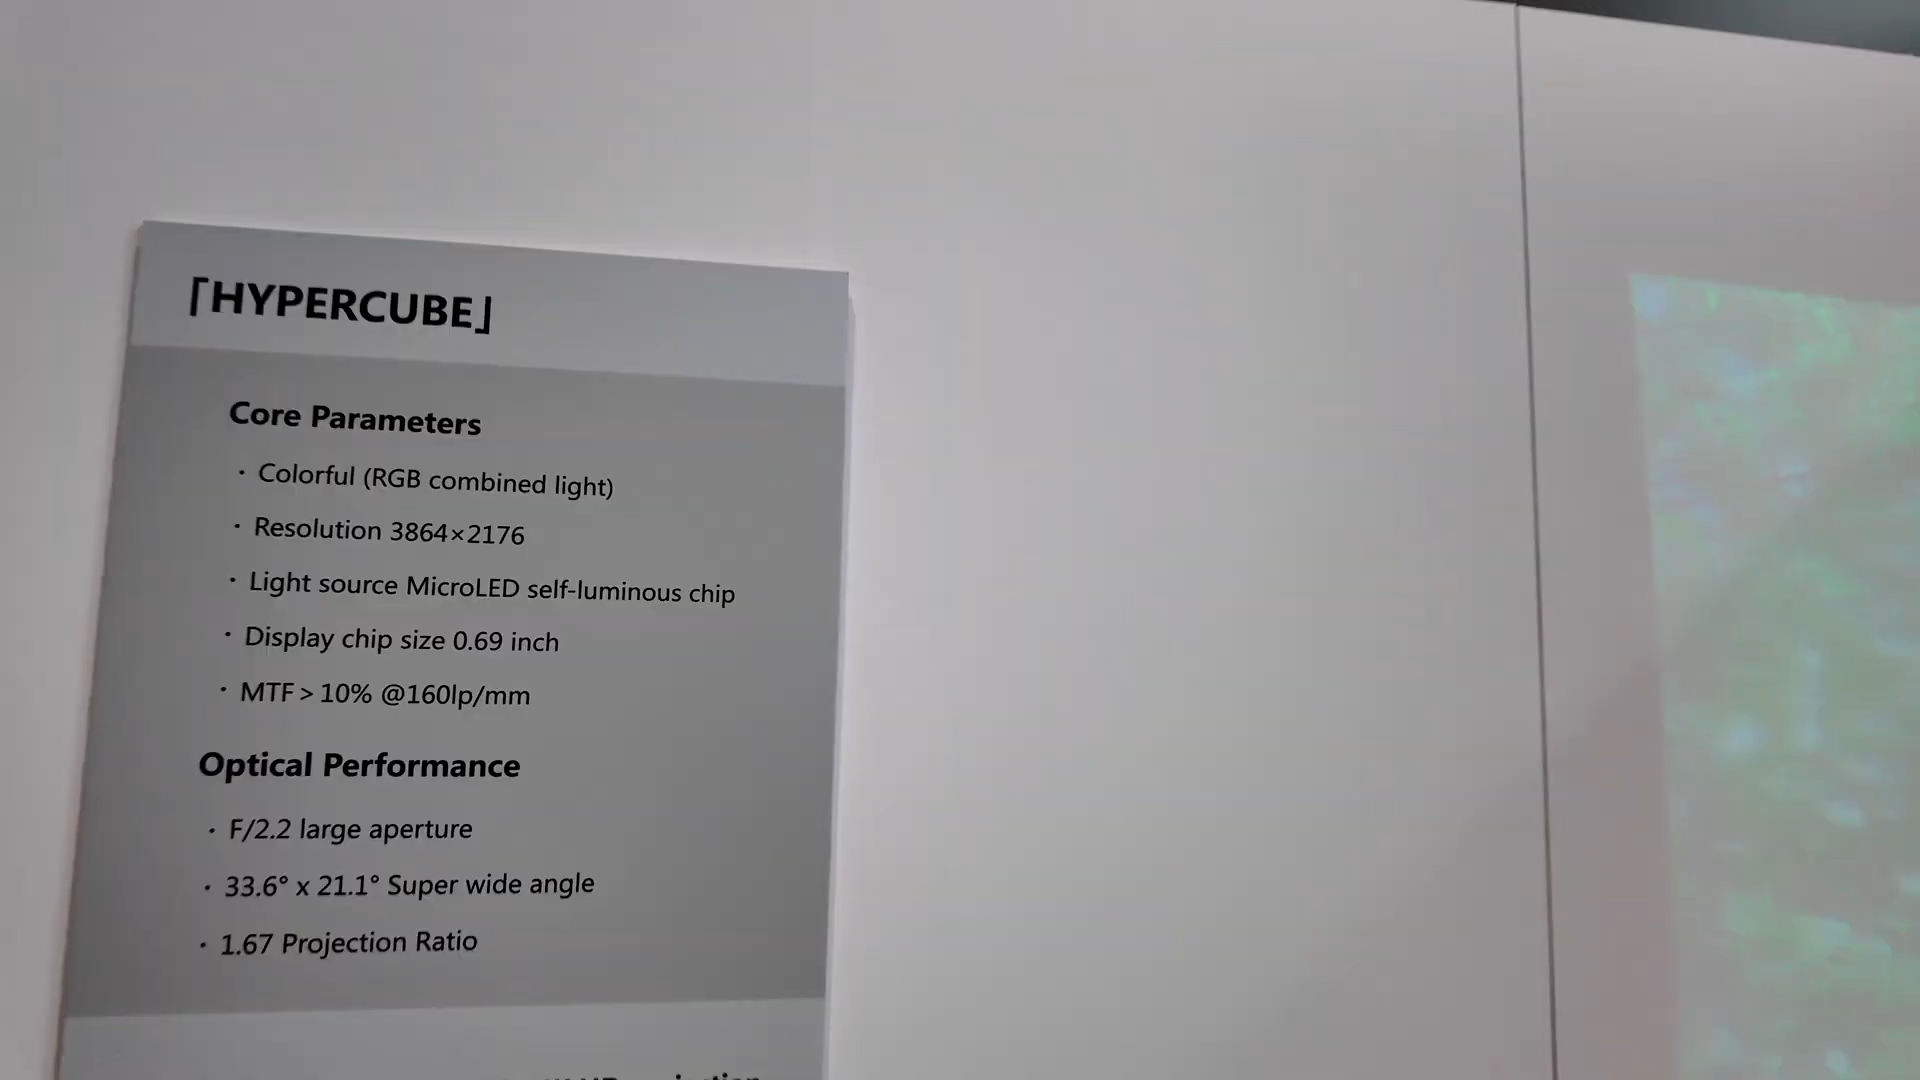 「HYPERCUBE」
Core Parameters
· Colorful (RGB combined light)
· Resolution 3864×2176
· Light source MicroLED self-luminous chip
· Display chip size 0.69 inch
· MTF > 10% @160lp/mm
Optical Performance
· F/2.2 large aperture
· 33.6° x 21.1° Super wide angle
· 1.67 Projection Ratio